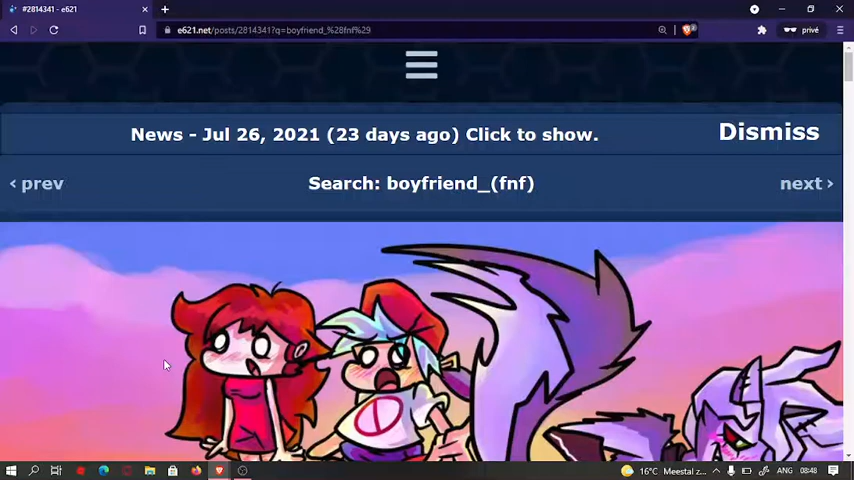 #2814341 - e621
e621.net/posts/2814341?q=boyfriend_%28fnf%29
privé
News - Jul 26, 2021 (23 days ago) Click to show.
Dismiss
‹ prev
Search: boyfriend_(fnf)
next ›
16°C Meestal z...
ANG
08:48